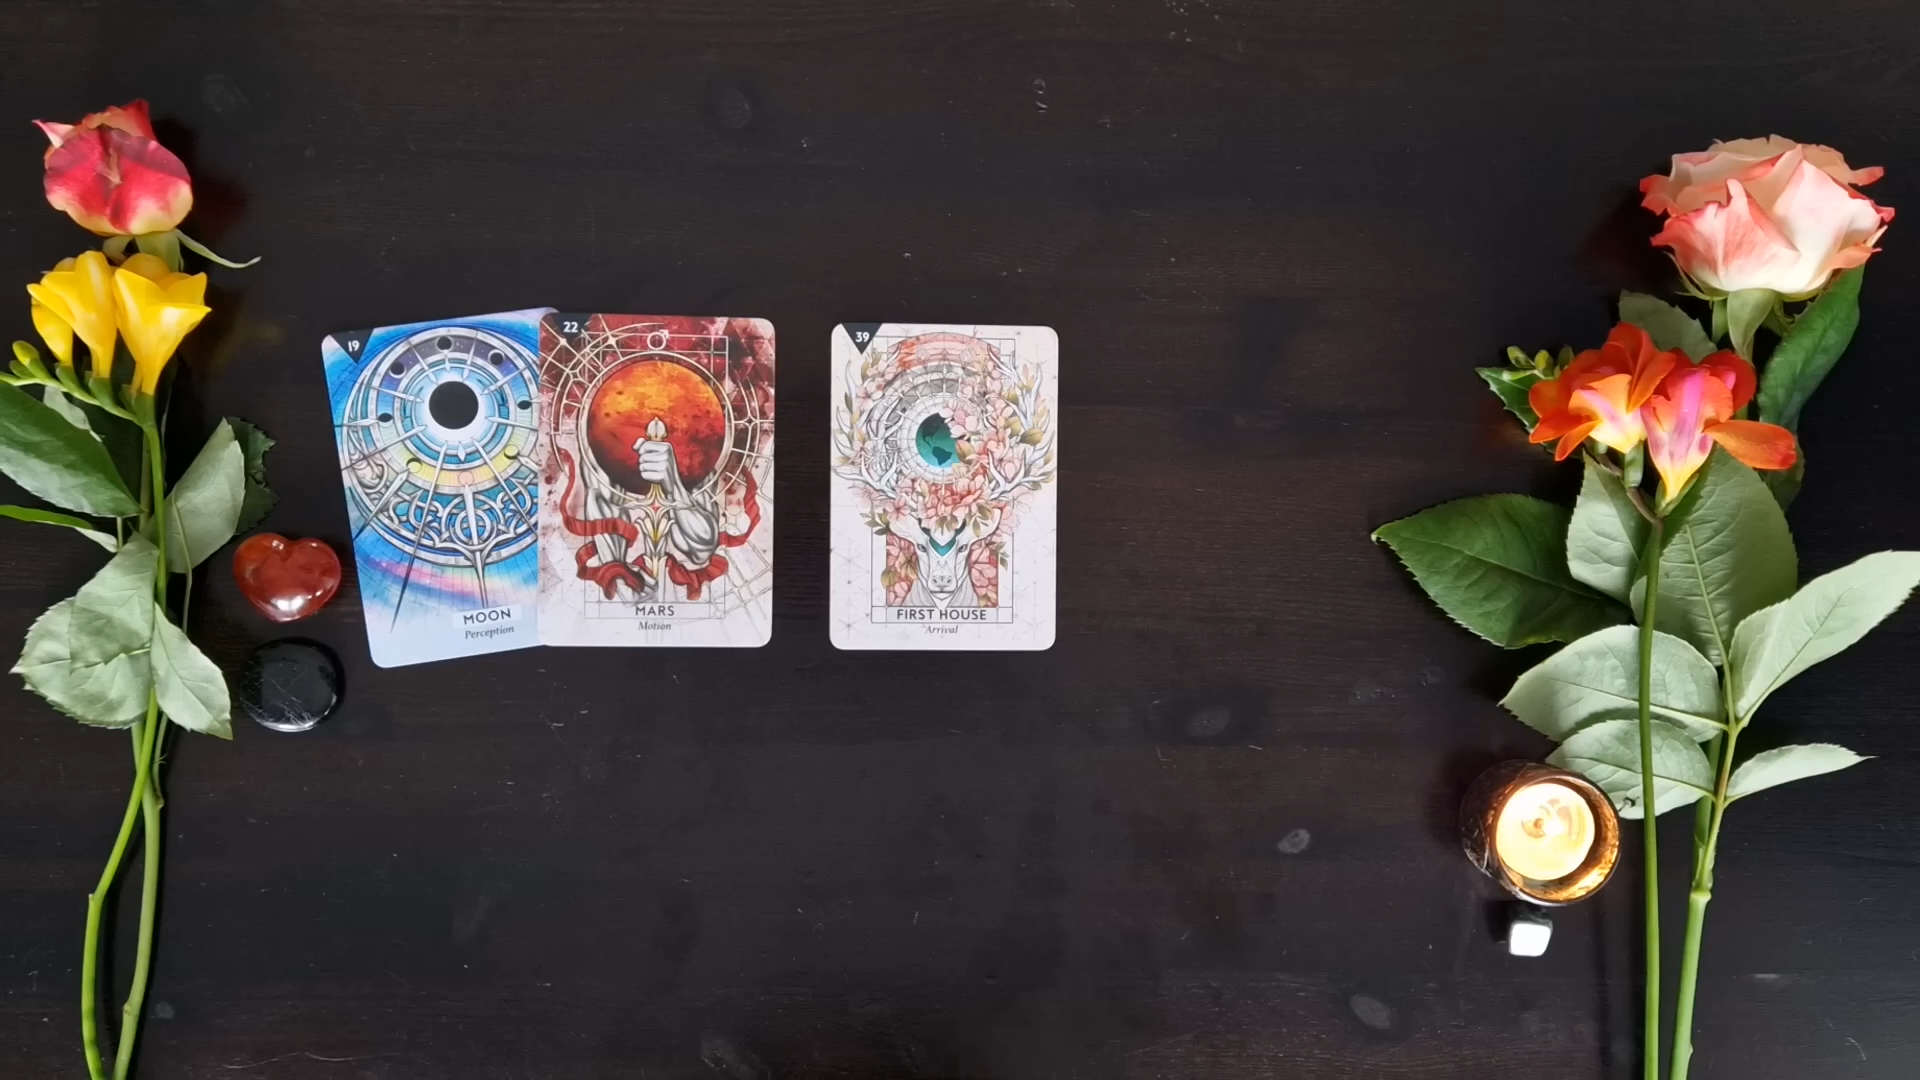 19
MOON
Perception
22
MARS
Motion
39
FIRST HOUSE
Arrival